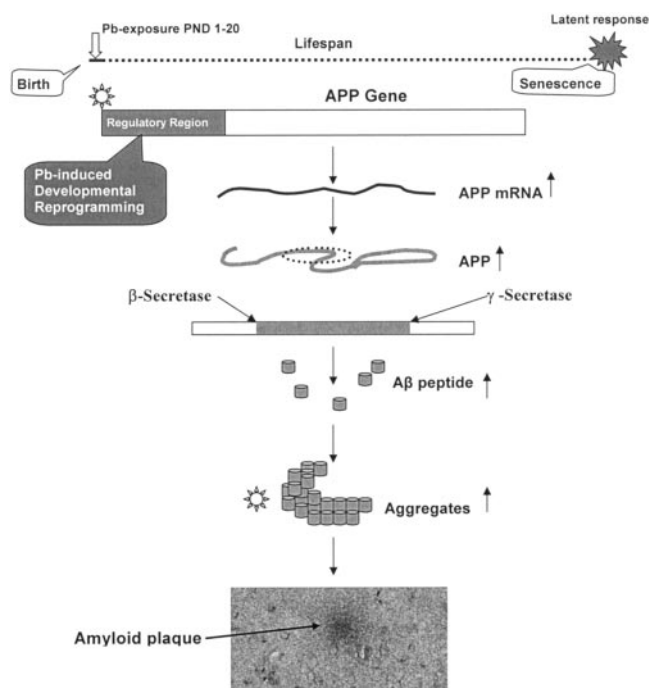 Latent response
Pb-exposure PND 1-20
Lifespan
Birth
Senescence
APP Gene
Regulatory Region
Pb-induced
Developmental
Reprogramming
APP mRNA
APP
β-Secretase
γ -Secretase
Aβ peptide
Aggregates
Amyloid plaque